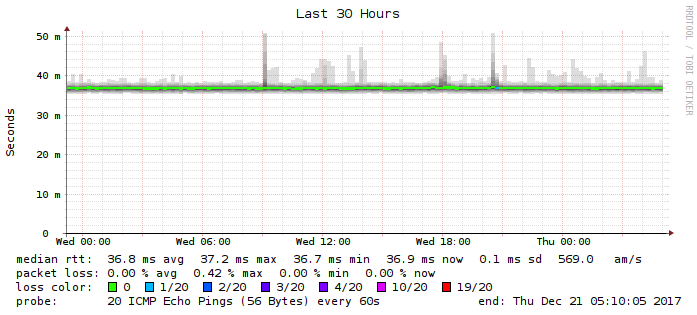 Last 30 Hours
RRDTOOL / TOBI OETIKER
Seconds
50 m
40 m
30 m
20 m
10 m
0
Wed 00:00 Wed 06:00 Wed 12:00 Wed 18:00 Thu 00:00
median rtt: 36.8 ms avg 37.2 ms max 36.7 ms min 36.9 ms now 0.1 ms sd 569.0 am/s
packet loss: 0.00 % avg 0.42 % max 0.00 % min 0.00 % now
loss color: 0 1/20 2/20 3/20 4/20 10/20 19/20
probe: 20 ICMP Echo Pings (56 Bytes) every 60s end: Thu Dec 21 05:10:05 2017